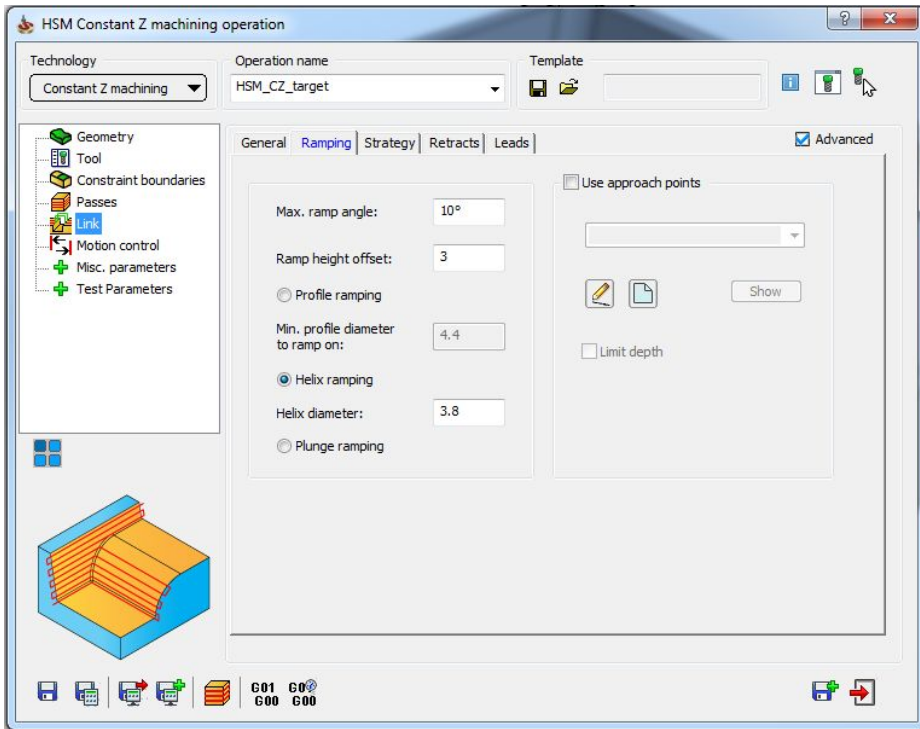 HSM Constant Z machining operation
Technology
Operation name
Template
Constant Z machining
HSM_CZ_target
Geometry
Tool
Constraint boundaries
Passes
Link
Motion control
Misc. parameters
Test Parameters
General Ramping Strategy Retracts Leads
Advanced
Max. ramp angle: 10°
Ramp height offset: 3
Profile ramping
Min. profile diameter
to ramp on: 4.4
Helix ramping
Helix diameter: 3.8
Plunge ramping
Use approach points
Show
Limit depth
G01 G0
G00 G00